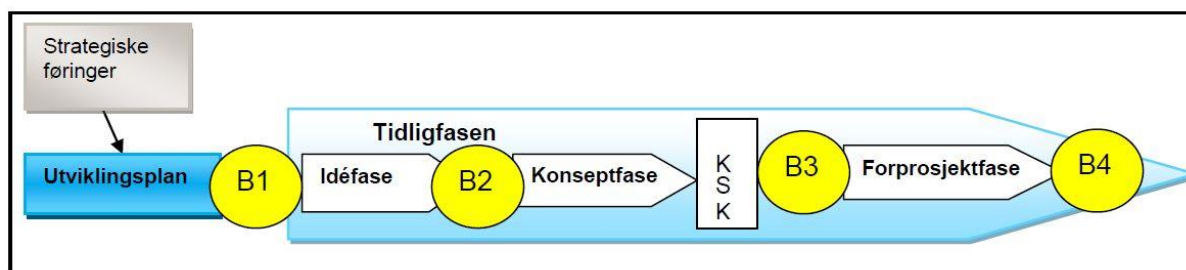 Strategiske
føringer
Tidligfasen
Utviklingsplan
B1
Idéfase
B2
Konseptfase
K
S
K
B3
Forprosjektfase
B4